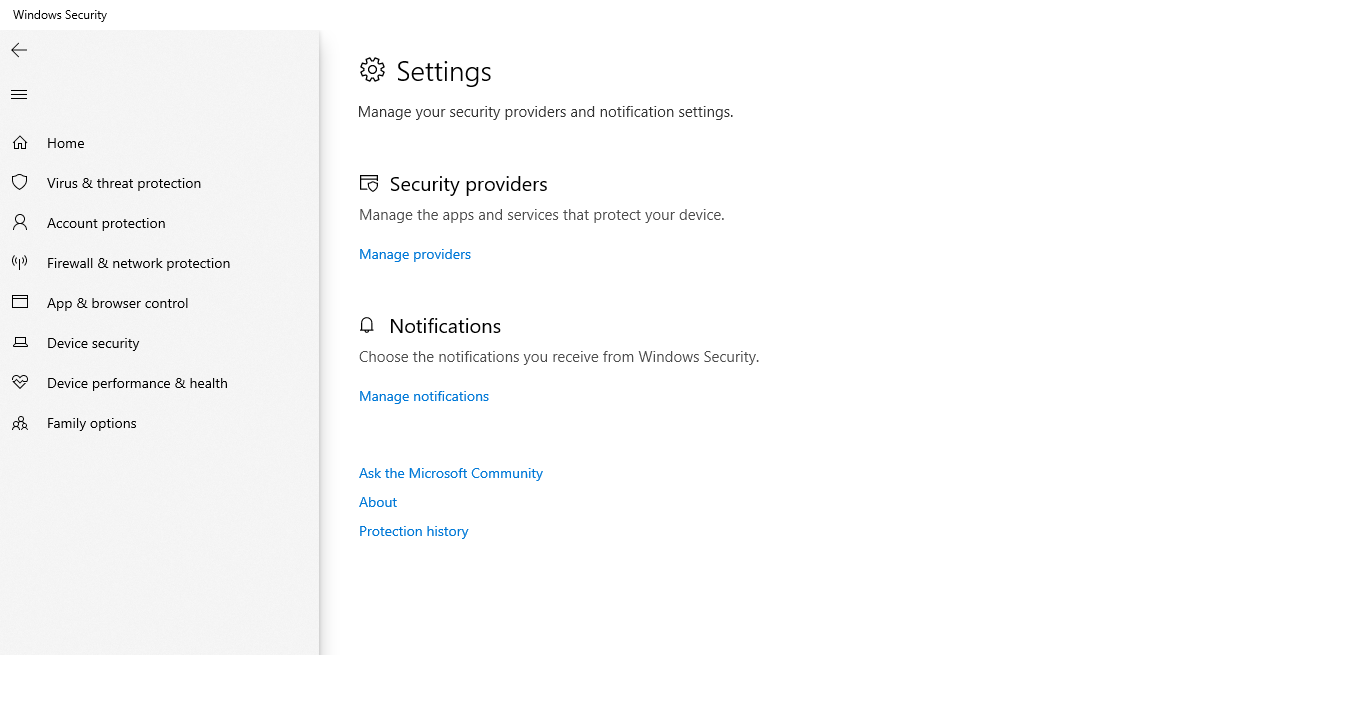 Windows Security
Home
Virus & threat protection
Account protection
Firewall & network protection
App & browser control
Device security
Device performance & health
Family options
Settings
Manage your security providers and notification settings.
Security providers
Manage the apps and services that protect your device.
Manage providers
Notifications
Choose the notifications you receive from Windows Security.
Manage notifications
Ask the Microsoft Community
About
Protection history